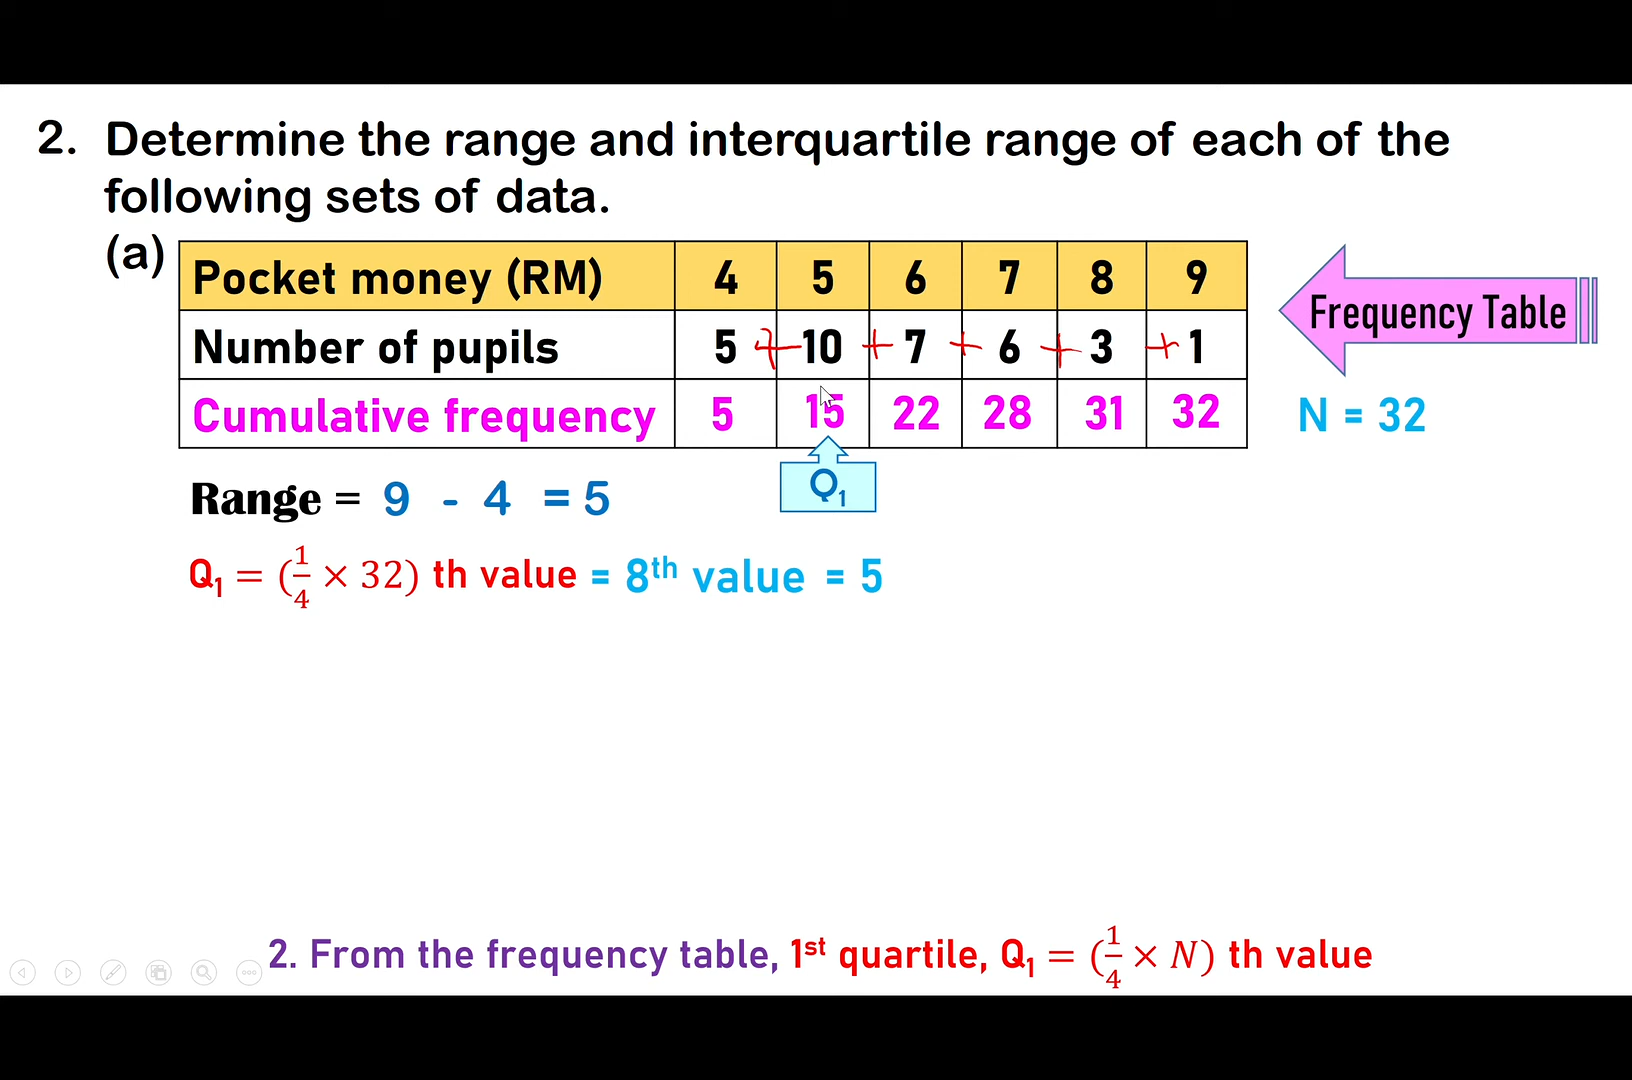 2. Determine the range and interquartile range of each of the
following sets of data.
(a)
Pocket money (RM) 4 5 6 7 8 9
Number of pupils 5 + 10 + 7 + 6 + 3 + 1
Cumulative frequency 5 15 22 28 31 32
Frequency Table
N = 32
Q₁
Range = 9 - 4 = 5
Q₁ = (1/4 × 32) th value = 8ᵗʰ value = 5
2. From the frequency table, 1ˢᵗ quartile, Q₁ = (1/4 × N) th value